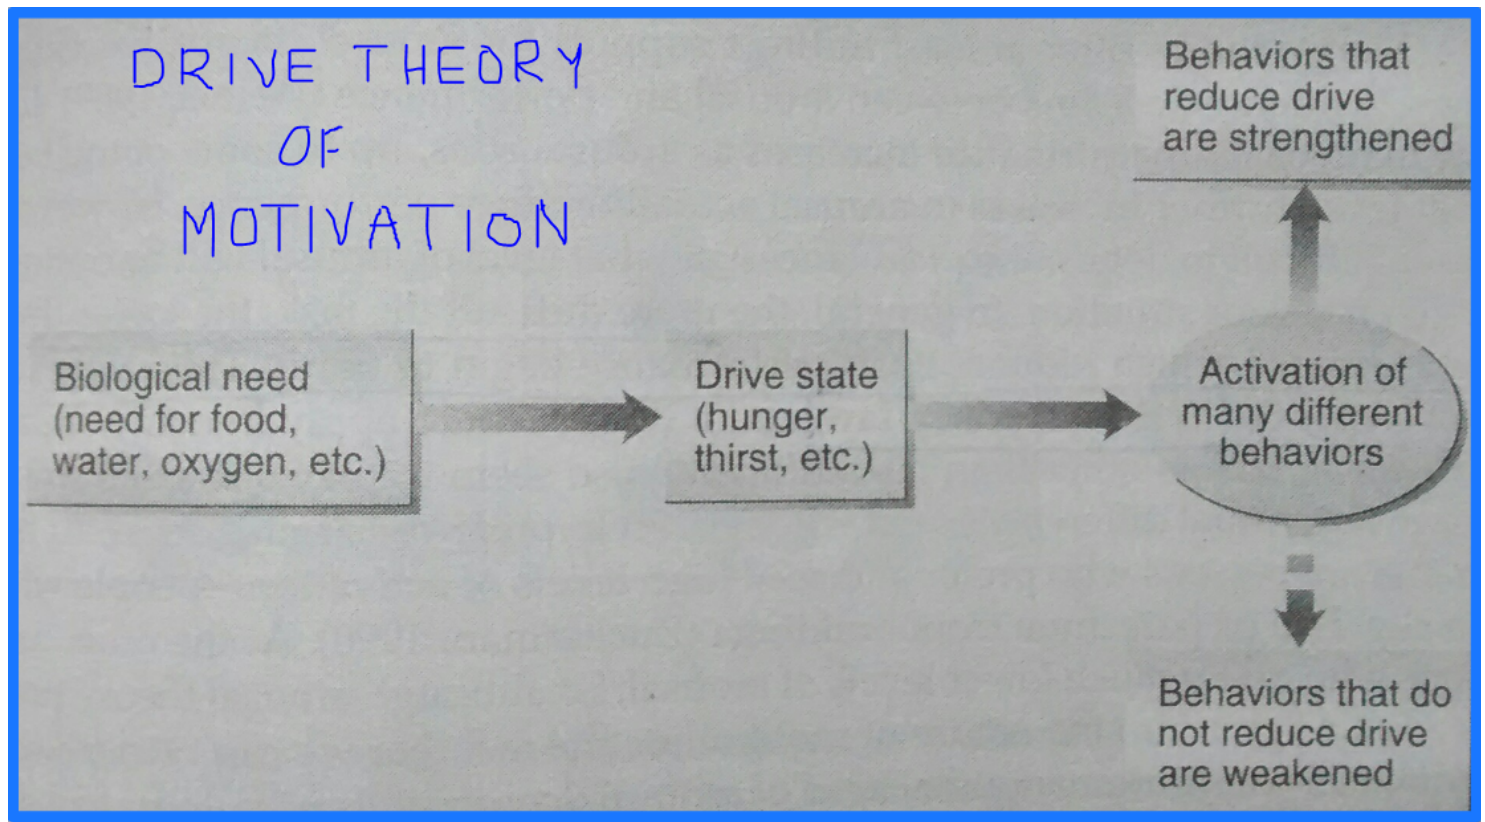 DRIVE THEORY
OF
MOTIVATION
Biological need
(need for food,
water, oxygen, etc.)
Drive state
(hunger,
thirst, etc.)
Activation of
many different
behaviors
Behaviors that
reduce drive
are strengthened
Behaviors that do
not reduce drive
are weakened